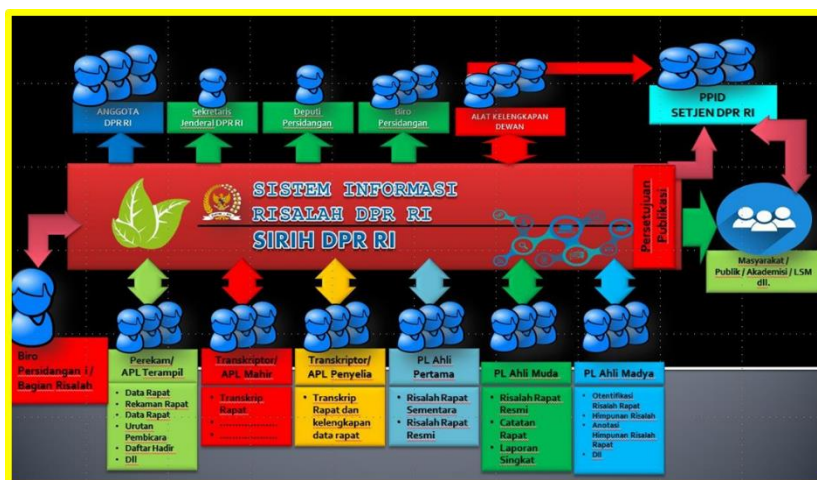 ANGGOTA
DPR RI
Sekretaris
Jenderal DPR RI
Deputi
Persidangan
Biro
Persidangan
ALAT KELENGKAPAN
DEWAN
PPID
SETJEN DPR RI
SISTEM INFORMASI
RISALAH DPR RI
SIRIH DPR RI
Persetujuan
Publikasi
Masyarakat /
Publik / Akademisi / LSM
dll.
Biro
Persidangan i /
Bagian Risalah
Perekam/
APL Terampil
• Data Rapat
• Rekaman Rapat
• Data Rapat
• Urutan
Pembicara
• Daftar Hadir
• Dll
Transkriptor/
APL Mahir
• Transkrip
Rapat.
• .....................
• .....................
Transkriptor/
APL Penyelia
• Transkrip
Rapat dan
kelengkapan
data rapat
PL Ahli
Pertama
• Risalah Rapat
Sementara
• Risalah Rapat
Resmi
PL Ahli Muda
• Risalah Rapat
Resmi
• Catatan
Rapat
• Laporan
Singkat
PL Ahli Madya
• Otentifikasi
Risalah Rapat
• Himpunan Risalah
• Anotasi
Himpunan Risalah
Rapat
• Dll